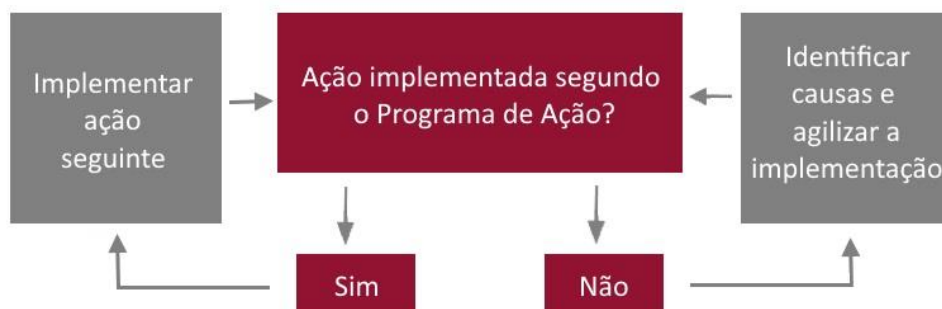 Implementar
ação
seguinte
Ação implementada segundo
o Programa de Ação?
Identificar
causas e
agilizar a
implementação
Sim
Não